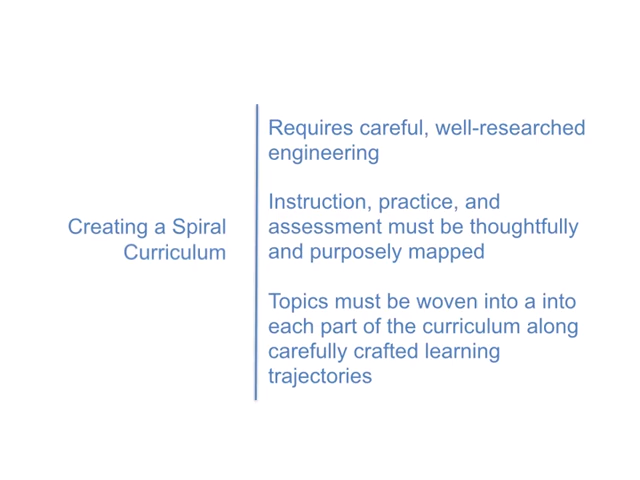 Creating a Spiral
Curriculum
Requires careful, well-researched
engineering
Instruction, practice, and
assessment must be thoughtfully
and purposely mapped
Topics must be woven into a into
each part of the curriculum along
carefully crafted learning
trajectories